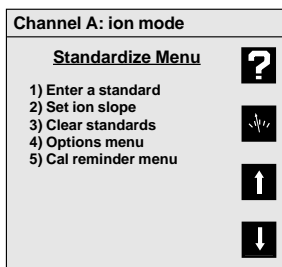 Channel A: ion mode
Standardize Menu
1) Enter a standard
2) Set ion slope
3) Clear standards
4) Options menu
5) Cal reminder menu
?